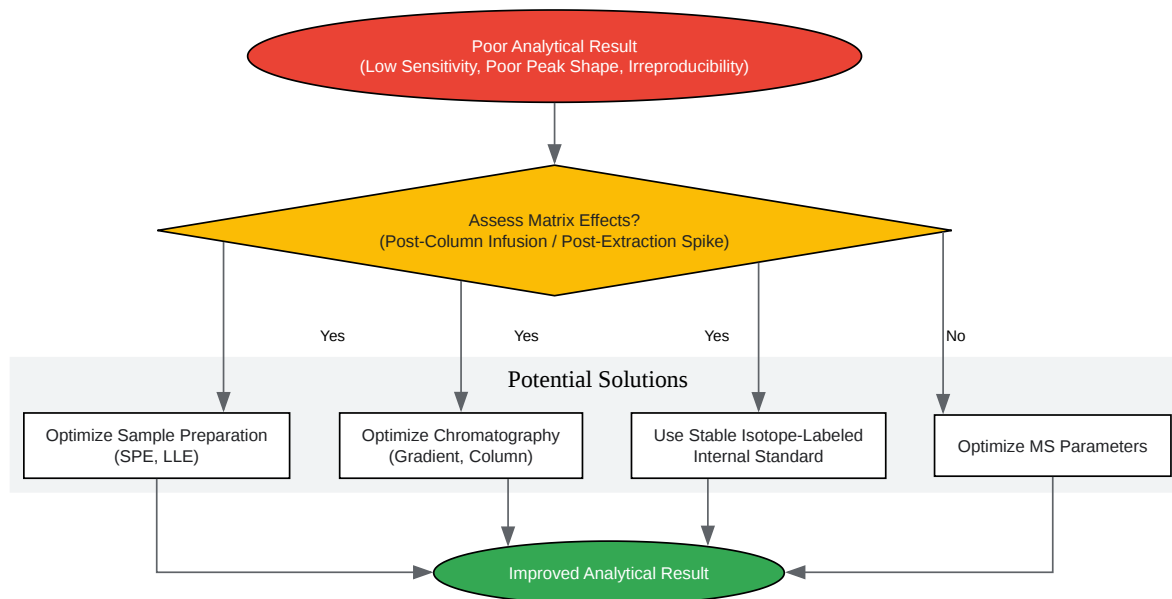 Poor Analytical Result
(Low Sensitivity, Poor Peak Shape, Irreproducibility)
Assess Matrix Effects?
(Post-Column Infusion / Post-Extraction Spike)
Yes
Yes
Yes
No
Potential Solutions
Optimize Sample Preparation
(SPE, LLE)
Optimize Chromatography
(Gradient, Column)
Use Stable Isotope-Labeled
Internal Standard
Optimize MS Parameters
Improved Analytical Result